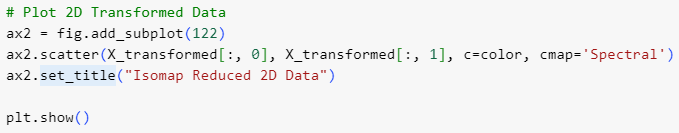 # Plot 2D Transformed Data
ax2 = fig.add_subplot(122)
ax2.scatter(X_transformed[:, 0], X_transformed[:, 1], c=color, cmap='Spectral')
ax2.set_title("Isomap Reduced 2D Data")
plt.show()